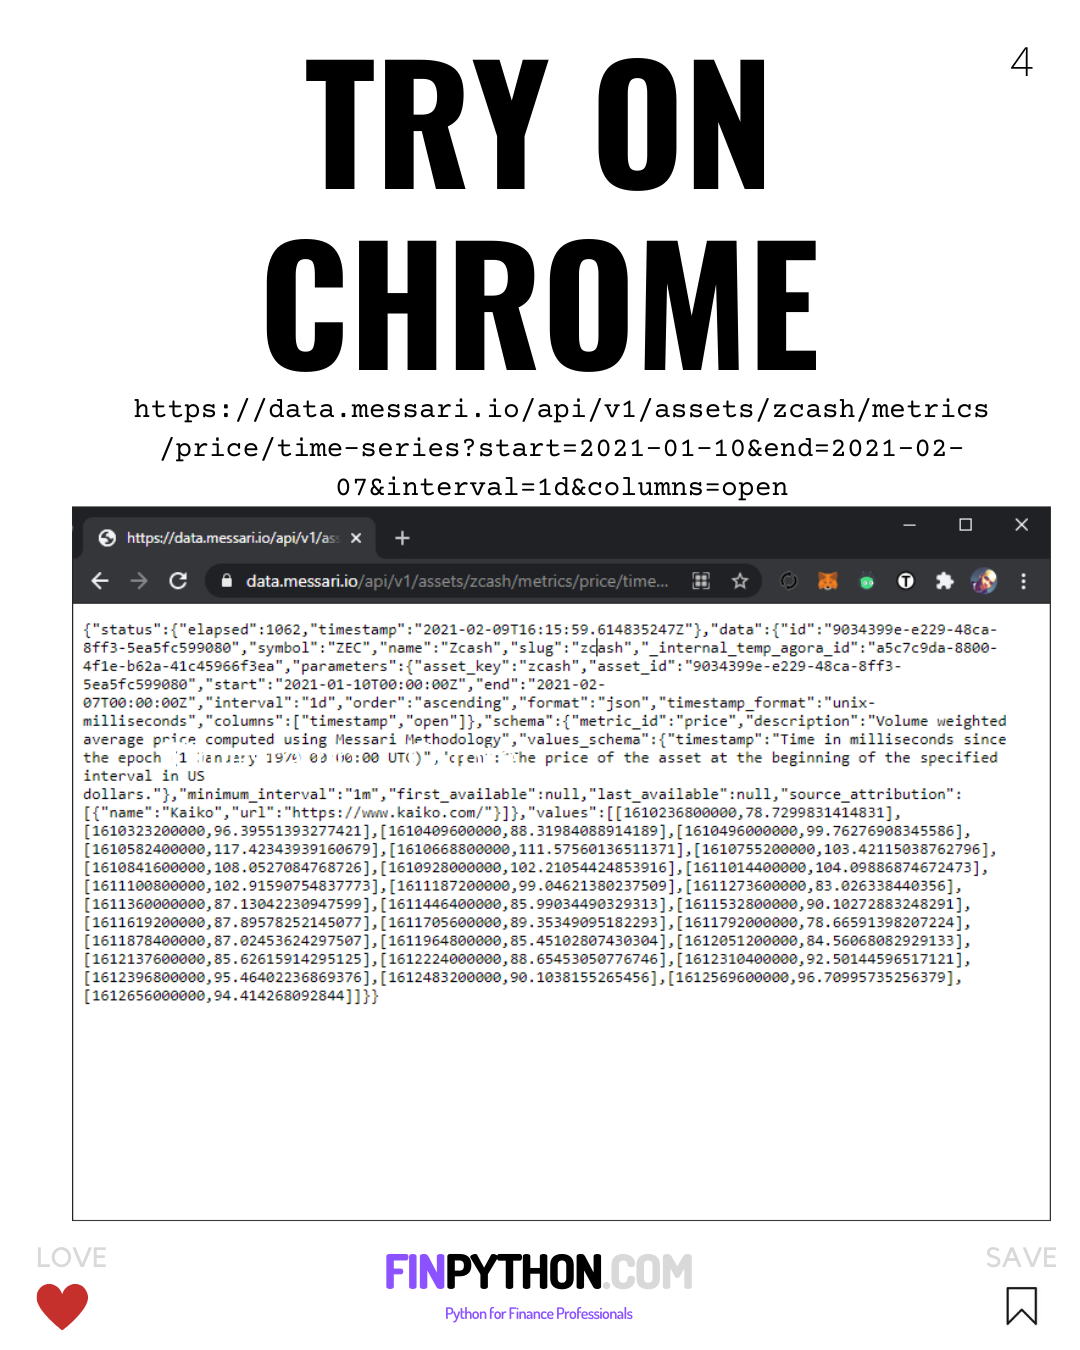 TRY ON
4
CHROME
https://data.messari.io/api/v1/assets/zcash/metrics
/price/time-series?start=2021-01-10&end=2021-02-
07&interval=1d&columns=open
https://data.messari.io/api/v1/as
data.messari.io/api/v1/assets/zcash/metrics/price/time...
{"status":{"elapsed":1062,"timestamp":"2021-02-09T16:15:59.614835247Z"},"data":{"id":"9034399e-e229-48ca-
8ff3-5ea5fc599080","symbol":"ZEC","name":"Zcash","slug":"zcash","_internal_temp_agora_id":"a5c7c9da-8800-
4f1e-b62a-41c45966f3ea","parameters":{"asset_key":"zcash","asset_id":"9034399e-e229-48ca-8ff3-
5ea5fc599080","start":"2021-01-10T00:00:00Z","end":"2021-02-
07T00:00:00Z","interval":"1d","order":"ascending","format":"json","timestamp_format":"unix-
milliseconds","columns":["timestamp","open"]},"schema":{"metric_id":"price","description":"Volume weighted
average price computed using Messari Methodology","values_schema":{"timestamp":"Time in milliseconds since
the epoch (1 January 1970 00:00:00 UTC)","open":"The price of the asset at the beginning of the specified
interval in US
dollars."},"minimum_interval":"1m","first_available":null,"last_available":null,"source_attribution":
[{"name":"Kaiko","url":"https://www.kaiko.com/"}]},"values":[[1610236800000,78.7299831414831],
[1610323200000,96.39551393277421],[1610409600000,88.31984088914189],[1610496000000,99.76276908345586],
[1610582400000,117.42343939160679],[1610668800000,111.57560136511371],[1610755200000,103.42115038762796],
[1610841600000,108.0527084768726],[1610928000000,102.21054424853916],[1611014400000,104.09886874672473],
[1611100800000,102.91590754837773],[1611187200000,99.04621380237509],[1611273600000,83.026338440356],
[1611360000000,87.13042230947599],[1611446400000,85.99034490329313],[1611532800000,90.10272883248291],
[1611619200000,87.89578252145077],[1611705600000,89.35349095182293],[1611792000000,78.66591398207224],
[1611878400000,87.02453624297507],[1611964800000,85.45102807430304],[1612051200000,84.56068082929133],
[1612137600000,85.62615914295125],[1612224000000,88.65453050776746],[1612310400000,92.50144596517121],
[1612396800000,95.46402236869376],[1612483200000,90.1038155265456],[1612569600000,96.70995735256379],
[1612656000000,94.414268092844]]}}
LOVE
FINPYTHON.COM
SAVE
Python for Finance Professionals